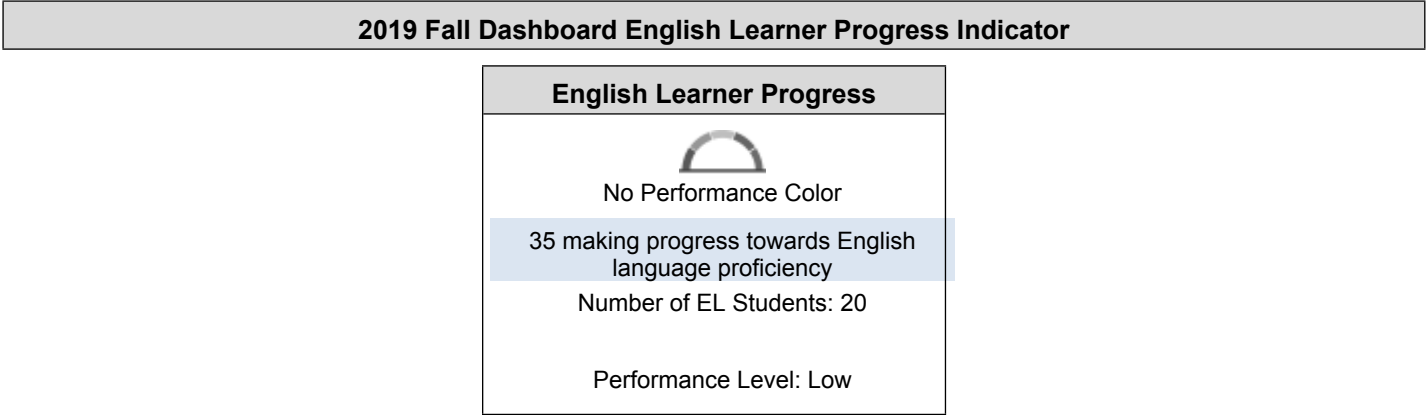 2019 Fall Dashboard English Learner Progress Indicator
English Learner Progress
No Performance Color
35 making progress towards English
language proficiency
Number of EL Students: 20
Performance Level: Low